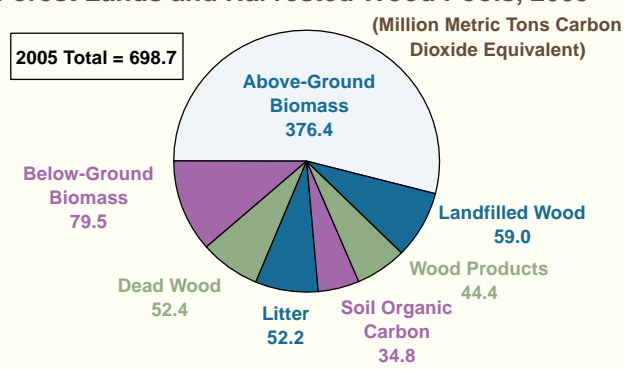 (Million Metric Tons Carbon
Dioxide Equivalent)
2005 Total = 698.7
Above-Ground
Biomass
376.4
Below-Ground
Biomass
79.5
Landfilled Wood
59.0
Wood Products
44.4
Dead Wood
52.4
Litter
52.2
Soil Organic
Carbon
34.8